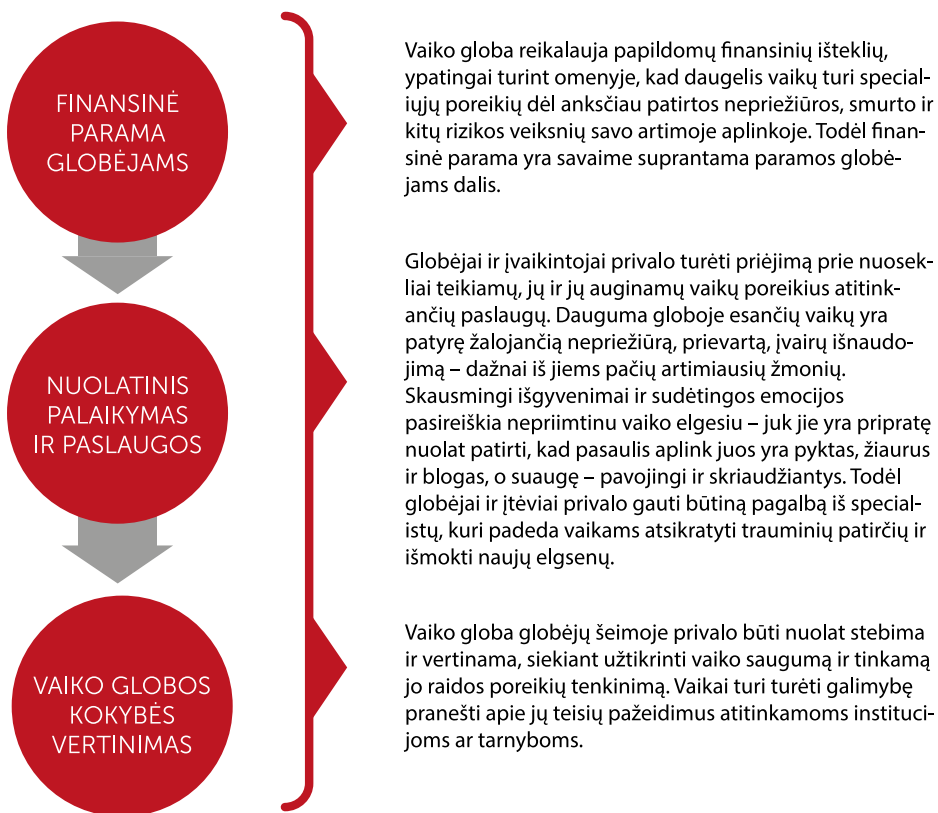 FINANSINĖ
PARAMA
GLOBĖJAMS
Vaiko globa reikalauja papildomų finansinių išteklių,
ypatingai turint omenyje, kad daugelis vaikų turi special-
iųjų poreikių dėl anksčiau patirtos nepriežiūros, smurto ir
kitų rizikos veiksnių savo artimoje aplinkoje. Todėl finan-
sinė parama yra savaime suprantama paramos globė-
jams dalis.
NUOLATINIS
PALAIKYMAS
IR PASLAUGOS
Globėjai ir įvaikintojai privalo turėti priėjimą prie nuosek-
liai teikiamų, jų ir jų auginamų vaikų poreikius atitink-
ančių paslaugų. Dauguma globoje esančių vaikų yra
patyrę žalojančią nepriežiūrą, prievartą, įvairų išnaudo-
jimą – dažnai iš jiems pačių artimiausių žmonių.
Skausmingi išgyvenimai ir sudėtingos emocijos
pasireiškia nepriimtinu vaiko elgesiu – juk jie yra pripratę
nuolat patirti, kad pasaulis aplink juos yra pyktas, žiaurus
ir blogas, o suaugę – pavojingi ir skriaudžiantys. Todėl
globėjai ir įtėviai privalo gauti būtiną pagalbą iš special-
istų, kuri padeda vaikams atsikratyti trauminių patirčių ir
išmokti naujų elgsenų.
VAIKO GLOBOS
KOKYBĖS
VERTINIMAS
Vaiko globa globėjų šeimoje privalo būti nuolat stebima
ir vertinama, siekiant užtikrinti vaiko saugumą ir tinkamą
jo raidos poreikių tenkinimą. Vaikai turi turėti galimybę
pranešti apie jų teisių pažeidimus atitinkamoms instituci-
joms ar tarnyboms.